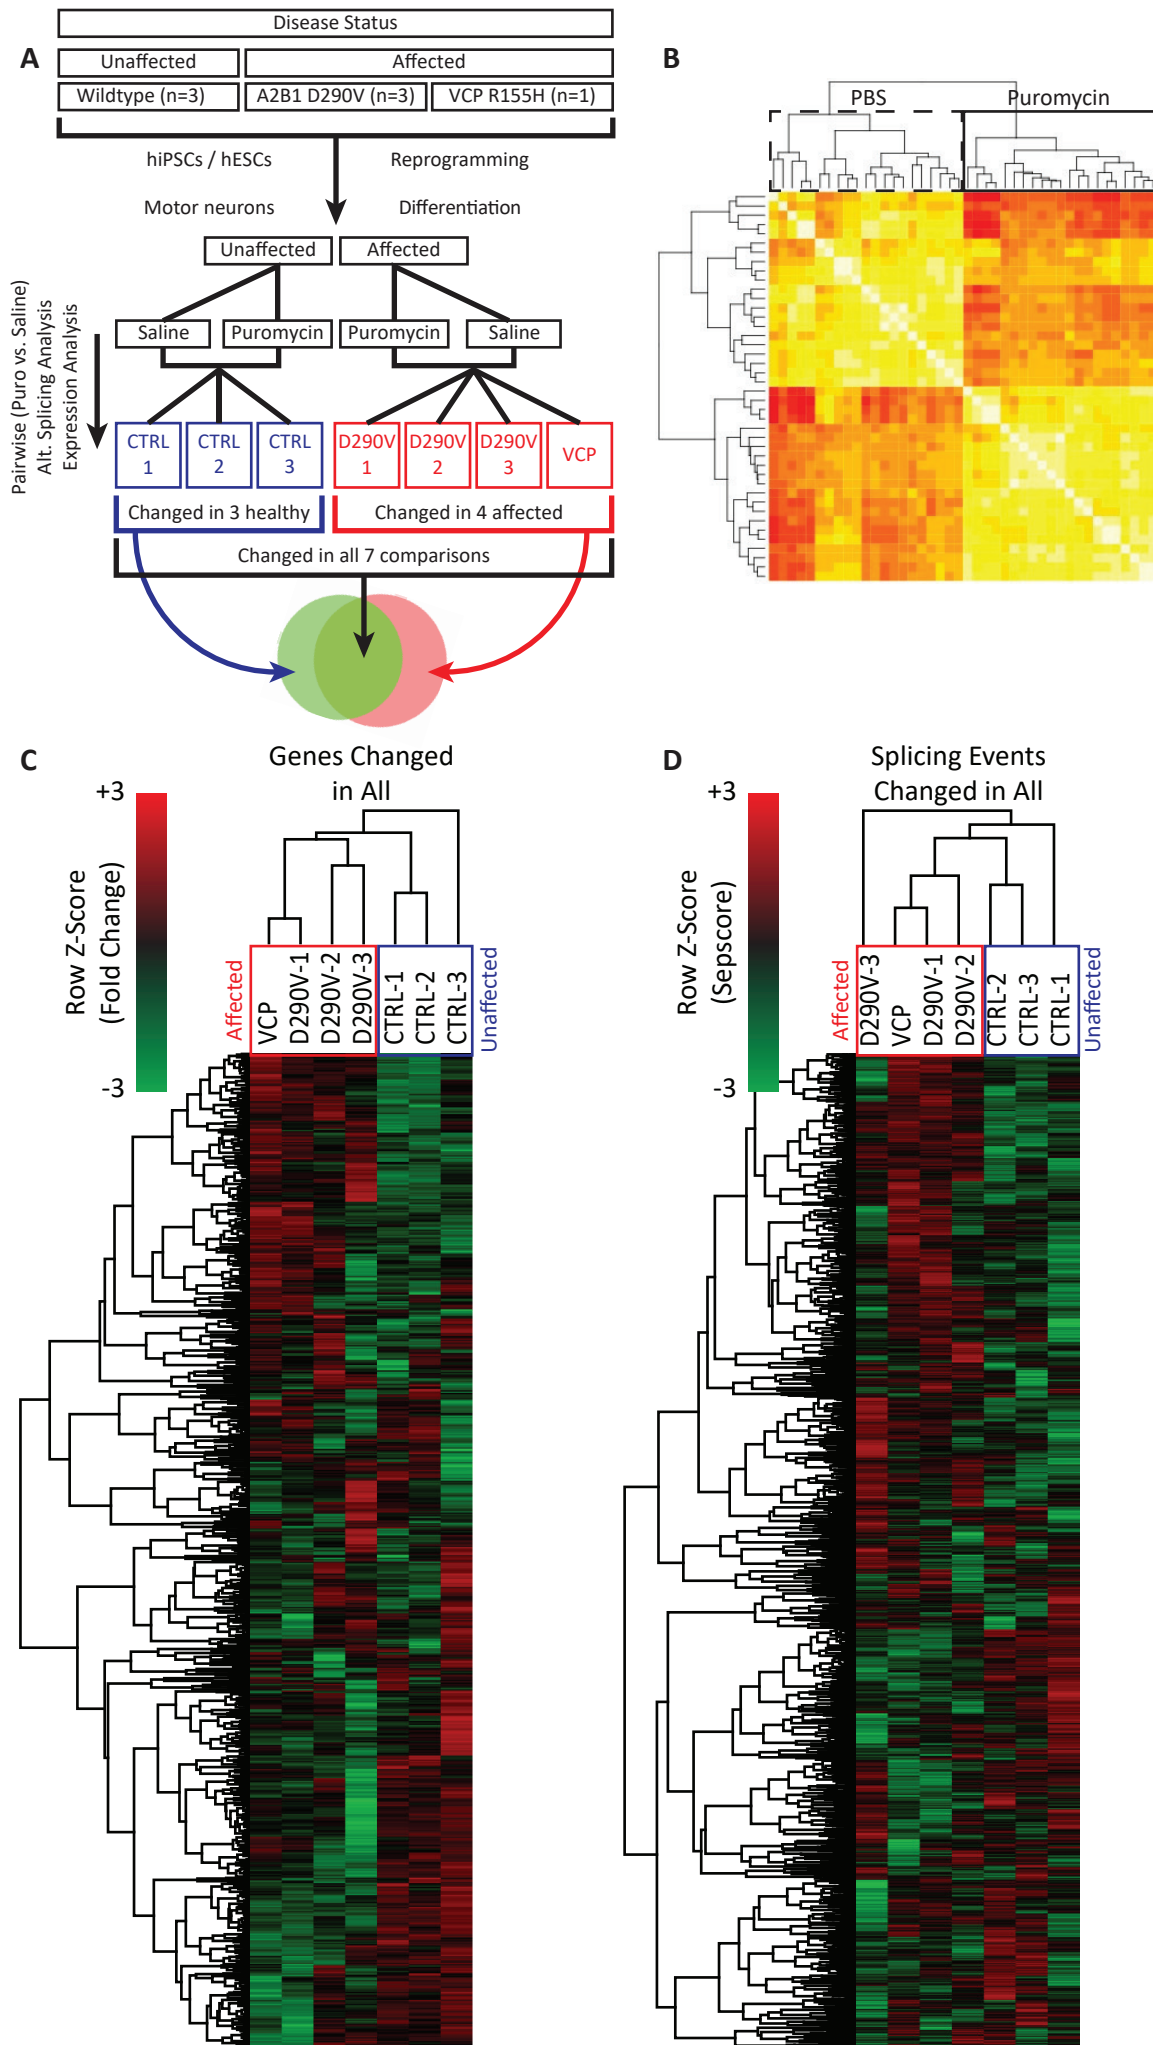 A
Disease Status
Unaffected
Affected
Wildtype (n=3)
A2B1 D290V (n=3)
VCP R155H (n=1)
hiPSCs / hESCs
Reprogramming
Motor neurons
Differentiation
Unaffected
Affected
Saline
Puromycin
Puromycin
Saline
Pairwise (Puro vs. Saline)
Alt. Splicing Analysis
Expression Analysis
CTRL
1
CTRL
2
CTRL
3
D290V
1
D290V
2
D290V
3
VCP
Changed in 3 healthy
Changed in 4 affected
Changed in all 7 comparisons
B
PBS
Puromycin
C
Genes Changed
in All
+3
-3
Row Z-Score
(Fold Change)
Affected
VCP
D290V-1
D290V-2
D290V-3
CTRL-1
CTRL-2
CTRL-3
Unaffected
D
Splicing Events
Changed in All
+3
-3
Row Z-Score
(Sepscore)
Affected
D290V-3
VCP
D290V-1
D290V-2
CTRL-2
CTRL-3
CTRL-1
Unaffected